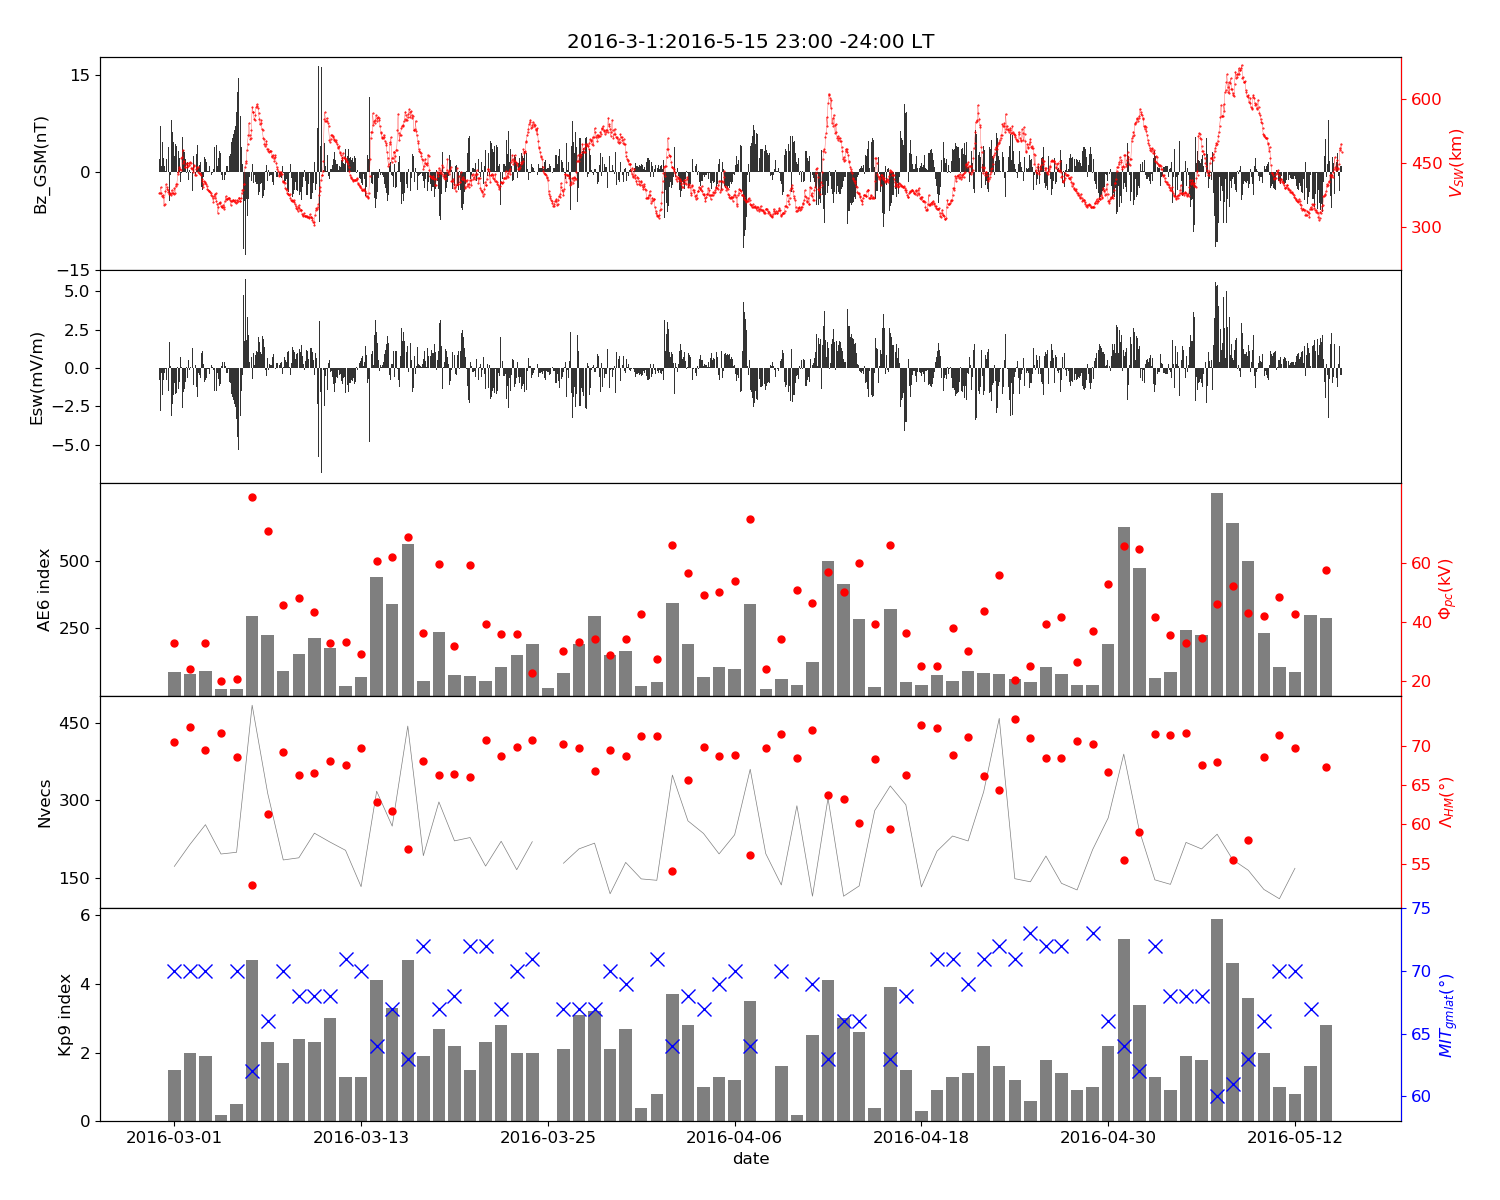 2016-3-1:2016-5-15 23:00 -24:00 LT
Bz_GSM(nT)
15
0
−15
600
450
300
V_SW(km)
Esw(mV/m)
5.0
2.5
0.0
−2.5
−5.0
AE6 index
500
250
60
40
20
Φ_pc(kV)
Nvecs
450
300
150
70
65
60
55
Λ_HM(°)
Kp9 index
6
4
2
0
75
70
65
60
MIT_gmlat(°)
2016-03-01 2016-03-13 2016-03-25 2016-04-06 2016-04-18 2016-04-30 2016-05-12
date